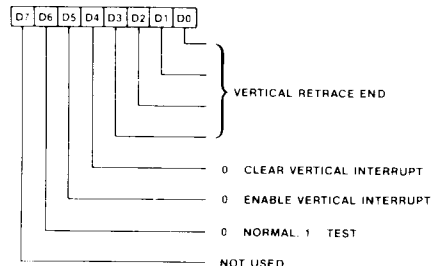 D7 D6 D5 D4 D3 D2 D1 D0
VERTICAL RETRACE END
0 CLEAR VERTICAL INTERRUPT
0 ENABLE VERTICAL INTERRUPT
0 NORMAL. 1 TEST
NOT USED